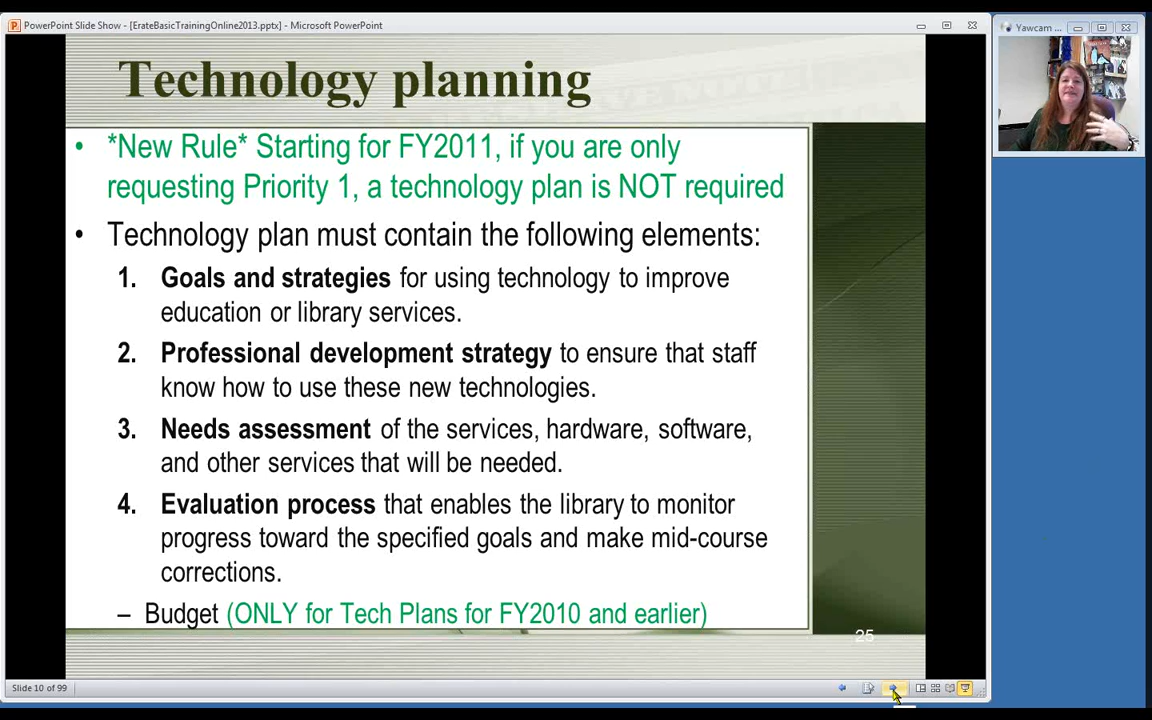 PowerPoint Slide Show - [ErateBasicTrainingOnline2013.pptx] - Microsoft PowerPoint
Yawcam ...
Technology planning
• *New Rule* Starting for FY2011, if you are only
requesting Priority 1, a technology plan is NOT required
• Technology plan must contain the following elements:
1. Goals and strategies for using technology to improve
education or library services.
2. Professional development strategy to ensure that staff
know how to use these new technologies.
3. Needs assessment of the services, hardware, software,
and other services that will be needed.
4. Evaluation process that enables the library to monitor
progress toward the specified goals and make mid-course
corrections.
– Budget (ONLY for Tech Plans for FY2010 and earlier)
25
Slide 10 of 99